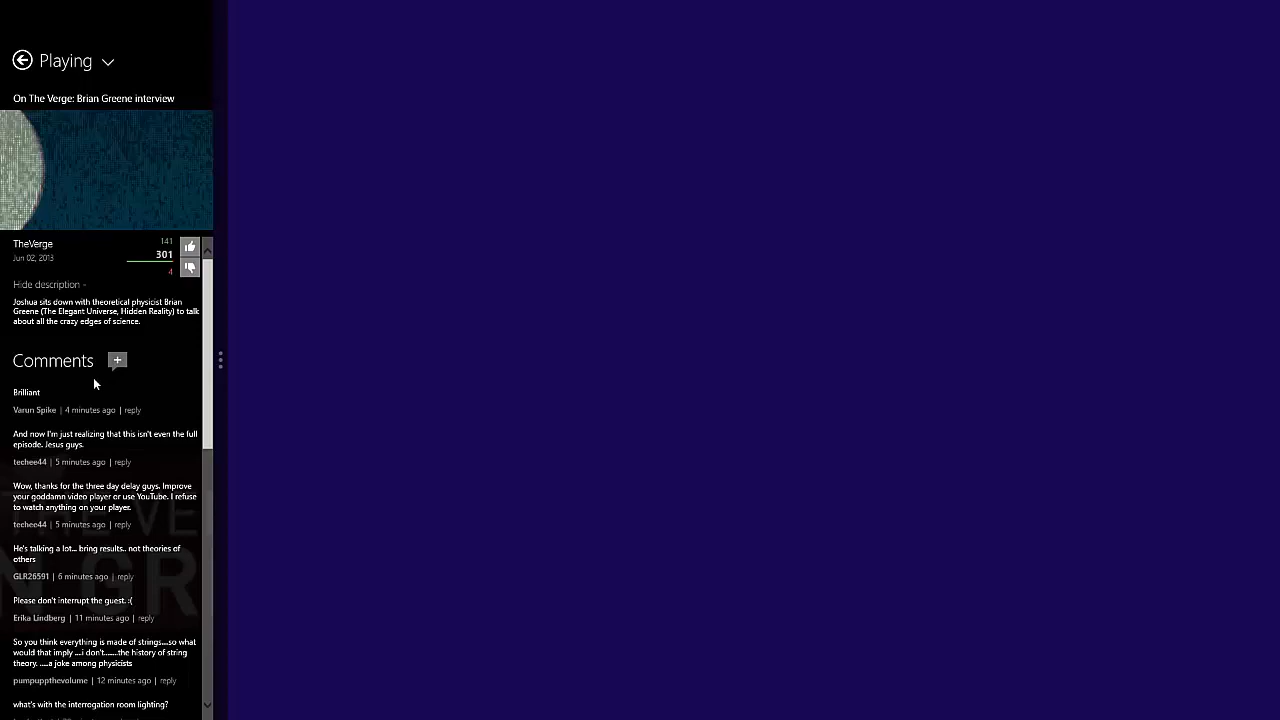 Playing
On The Verge: Brian Greene interview
TheVerge
141
Jun 02, 2013
301
4
Hide description -
Joshua sits down with theoretical physicist Brian
Greene (The Elegant Universe, Hidden Reality) to talk
about all the crazy edges of science.
Comments +
Brilliant
Varun Spike | 4 minutes ago | reply
And now I'm just realizing that this isn't even the full
episode. Jesus guys.
techee44 | 5 minutes ago | reply
Wow, thanks for the three day delay guys. Improve
your goddamn video player or use YouTube. I refuse
to watch anything on your player.
techee44 | 5 minutes ago | reply
He's talking a lot... bring results.. not theories of
others
GLR26591 | 6 minutes ago | reply
Please don't interrupt the guest. :(
Erika Lindberg | 11 minutes ago | reply
So you think everything is made of strings....so what
would that imply ....i don't.......the history of string
theory. .....a joke among physicists
pumpuppthevolume | 12 minutes ago | reply
what's with the interrogation room lighting?